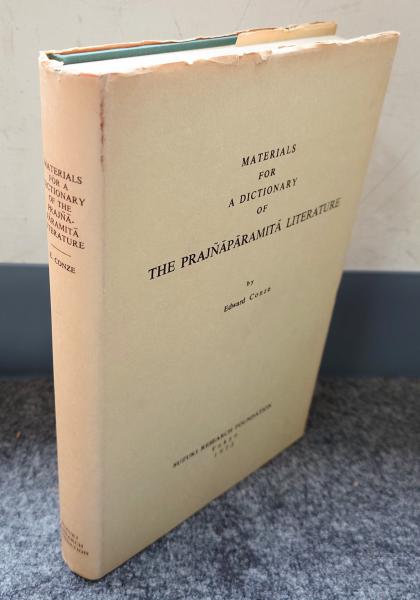 MATERIALS
FOR A
DICTIONARY
OF THE
PRAJÑĀ-
PĀRAMITĀ
LITERATURE
E. CONZE
MATERIALS
FOR
A DICTIONARY
OF
THE PRAJÑĀPĀRAMITĀ LITERATURE
by
Edward Conze
SUZUKI RESEARCH FOUNDATION
Tokyo